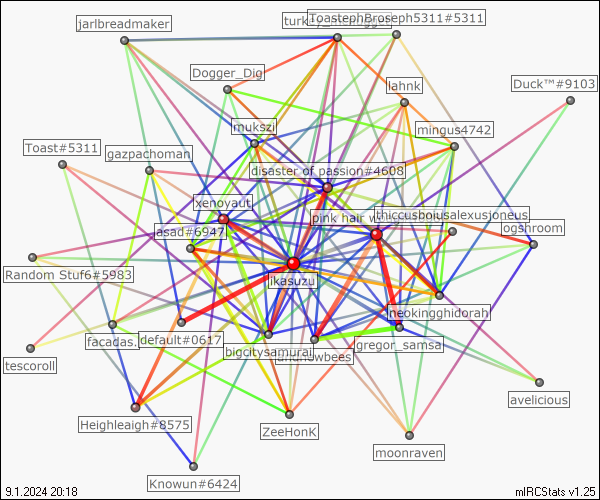 jarlbreadmaker
turkey_
ToastephBroseph5311#5311
Dogger_Dig
lahnk
Duck™#9103
mukszi
mingus4742
Toast#5311
gazpachoman
disaster of passion#4608
xenoyaut
pink hair w
thiccusboiusalexusjoneus
asad#6947
ogshroom
Random Stuf6#5983
ikasuzu
neokingghidorah
facadas.
default#0617
bigcitysamurai
gregor_samsa
tescoroll
avelicious
Heighleaigh#8575
ZeeHonK
moonraven
Knowun#6424
9.1.2024 20:18
mIRCStats v1.25